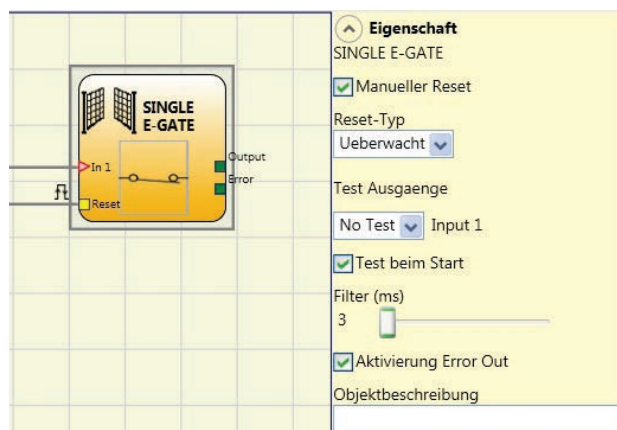 SINGLE
E-GATE
In 1
Output
Error
Reset
Eigenschaft
SINGLE E-GATE
Manueller Reset
Reset-Typ
Ueberwacht
Test Ausgaenge
No Test Input 1
Test beim Start
Filter (ms)
3
Aktivierung Error Out
Objektbeschreibung